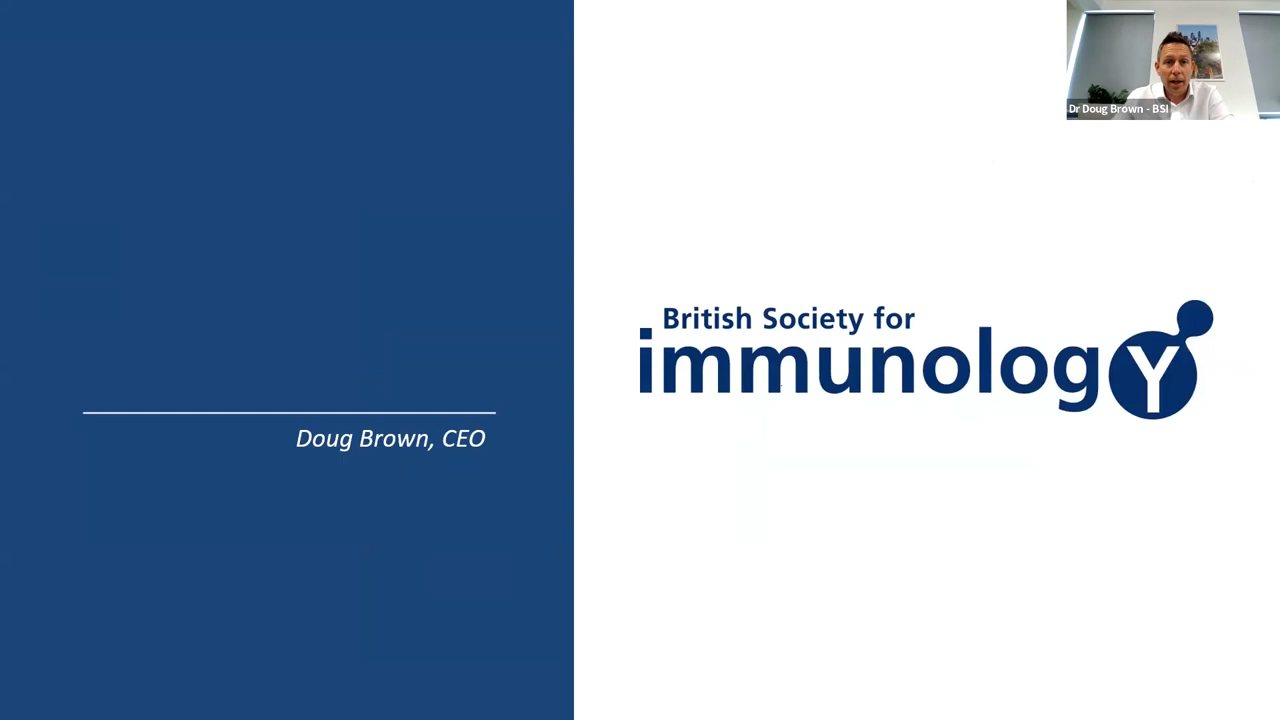 Dr Doug Brown - BSI
British Society for
immunology
Doug Brown, CEO